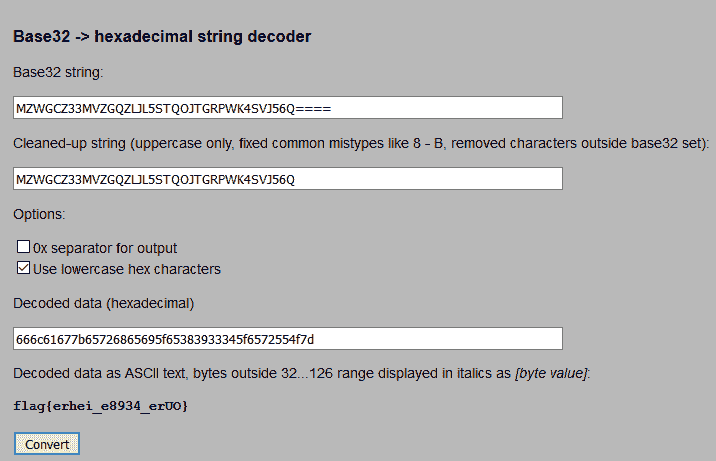 Base32 -> hexadecimal string decoder
Base32 string:
MZWGCZ33MVZGQZLJL5STQOJTGRPWK4SVJ56Q====
Cleaned-up string (uppercase only, fixed common mistypes like 8 - B, removed characters outside base32 set):
MZWGCZ33MVZGQZLJL5STQOJTGRPWK4SVJ56Q
Options:
0x separator for output
Use lowercase hex characters
Decoded data (hexadecimal)
666c61677b65726865695f65383933345f6572554f7d
Decoded data as ASCII text, bytes outside 32...126 range displayed in italics as [byte value]:
flag{erhei_e8934_erUO}
Convert